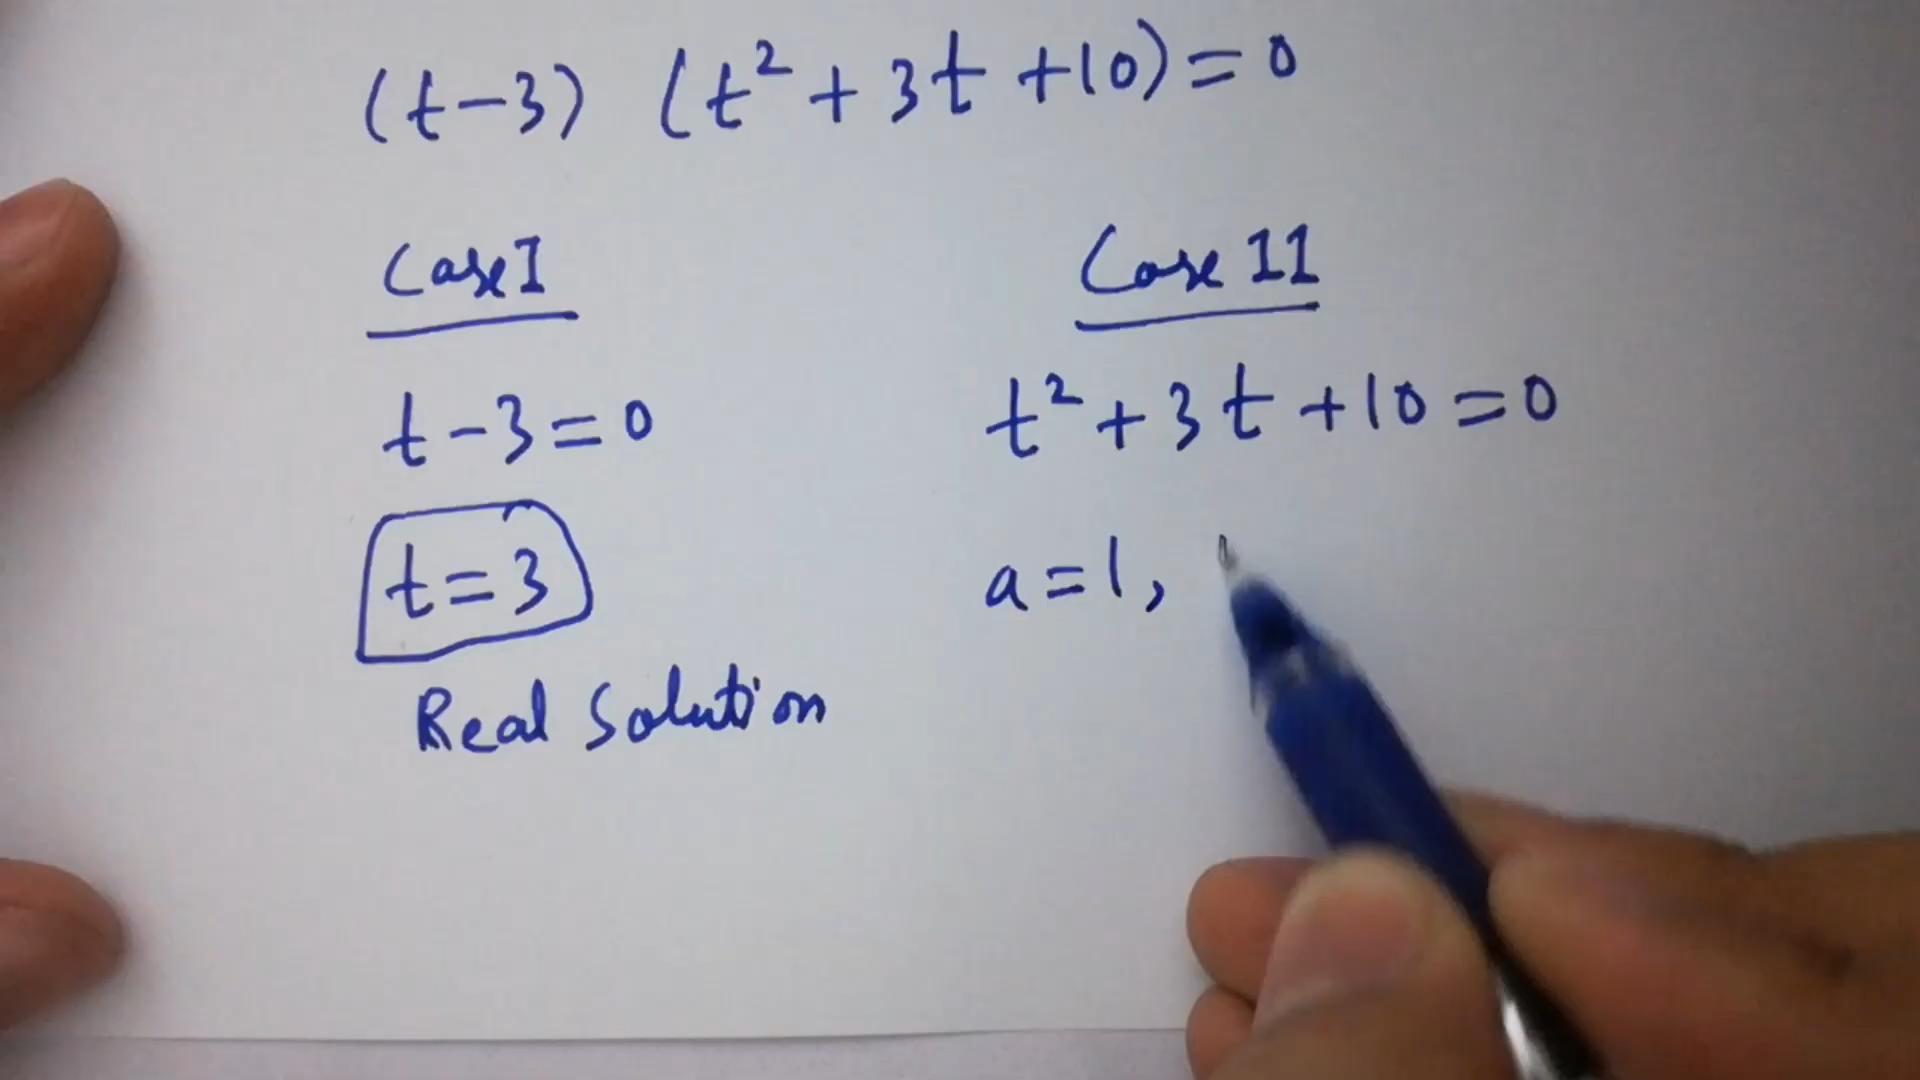 (t-3) (t²+3t+10)=0
Case I
t-3=0
t=3
Real Solution
Case II
t²+3t+10=0
a=1,